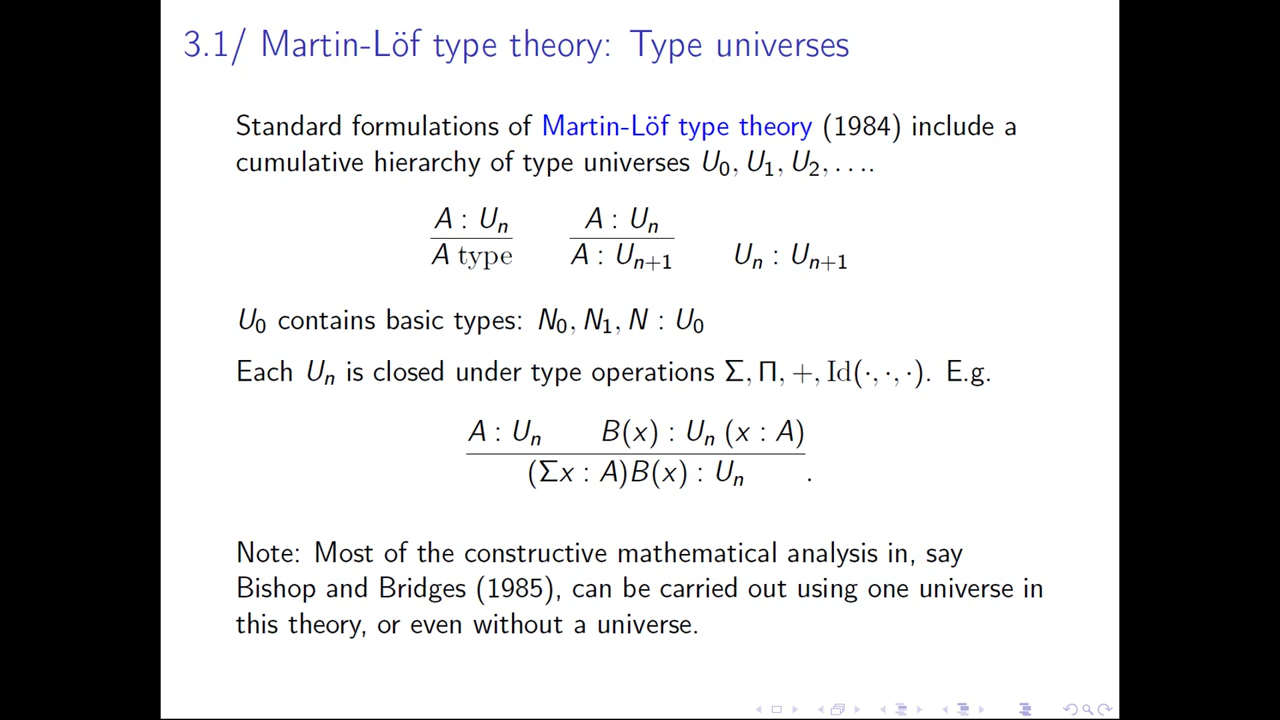 3.1/ Martin-Löf type theory: Type universes
Standard formulations of Martin-Löf type theory (1984) include a
cumulative hierarchy of type universes U₀, U₁, U₂, . . ..
A : Uₙ    A : Uₙ
A type    A : Uₙ₊₁    Uₙ : Uₙ₊₁
U₀ contains basic types: N₀, N₁, N : U₀
Each Uₙ is closed under type operations Σ, Π, +, Id(·, ·, ·). E.g.
A : Uₙ    B(x) : Uₙ (x : A)
(Σx : A)B(x) : Uₙ .
Note: Most of the constructive mathematical analysis in, say
Bishop and Bridges (1985), can be carried out using one universe in
this theory, or even without a universe.